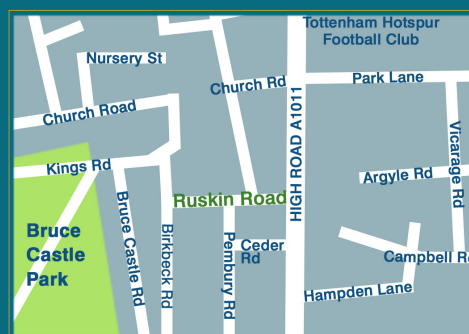 Tottenham Hotspur
Football Club
Nursery St
Park Lane
Church Rd
Church Road
HIGH ROAD A1011
Vicarage Rd
Kings Rd
Argyle Rd
Ruskin Road
Bruce
Castle
Park
Bruce Castle Rd
Birkbeck Rd
Pembury Rd
Ceder
Rd
Campbell R
Hampden Lane